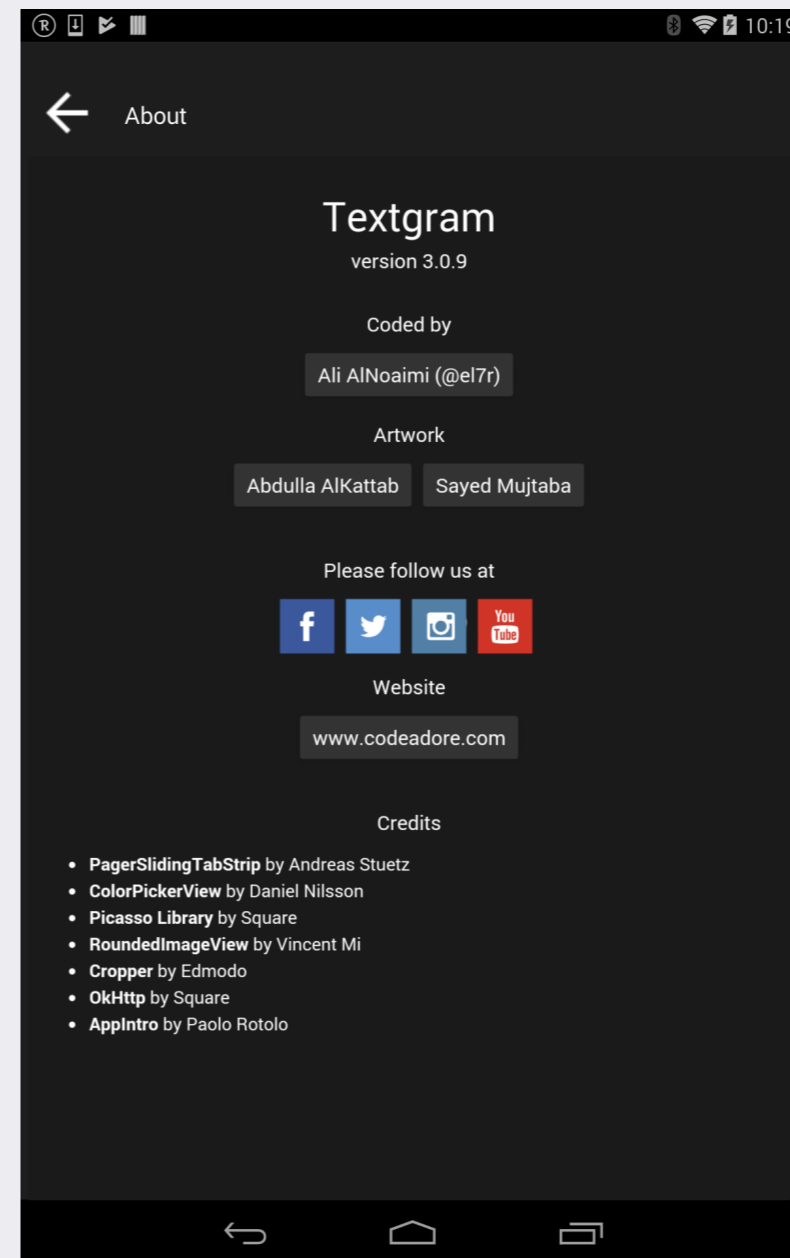 10:19
About
Textgram
version 3.0.9
Coded by
Ali AlNoaimi (@el7r)
Artwork
Abdulla AlKattab Sayed Mujtaba
Please follow us at
f You Tube
Website
www.codeadore.com
Credits
• PagerSlidingTabStrip by Andreas Stuetz
• ColorPickerView by Daniel Nilsson
• Picasso Library by Square
• RoundedImageView by Vincent Mi
• Cropper by Edmodo
• OkHttp by Square
• AppIntro by Paolo Rotolo